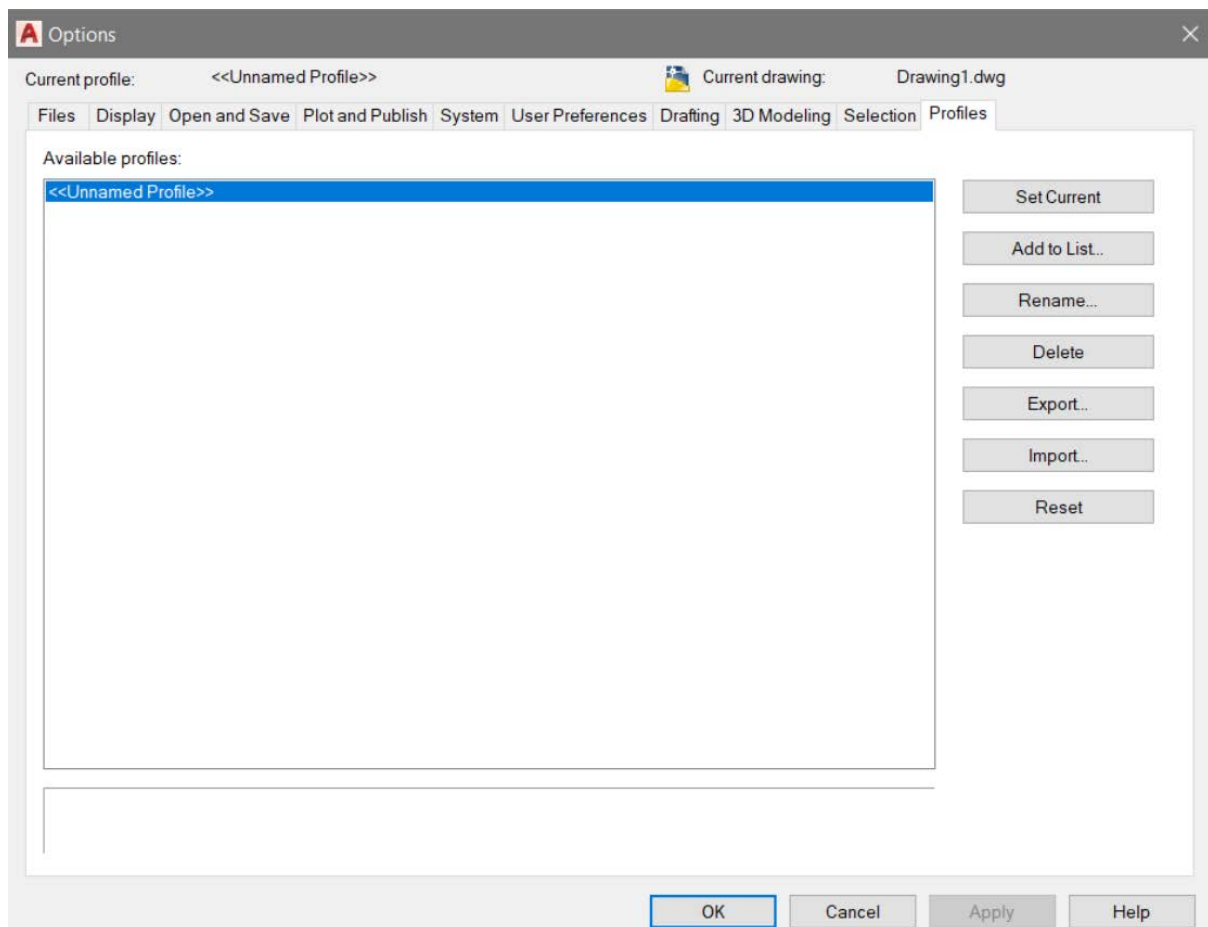 Options
Current profile: <<Unnamed Profile>> Current drawing: Drawing1.dwg
Files Display Open and Save Plot and Publish System User Preferences Drafting 3D Modeling Selection Profiles
Available profiles:
<<Unnamed Profile>>
Set Current
Add to List...
Rename...
Delete
Export...
Import...
Reset
OK Cancel Apply Help